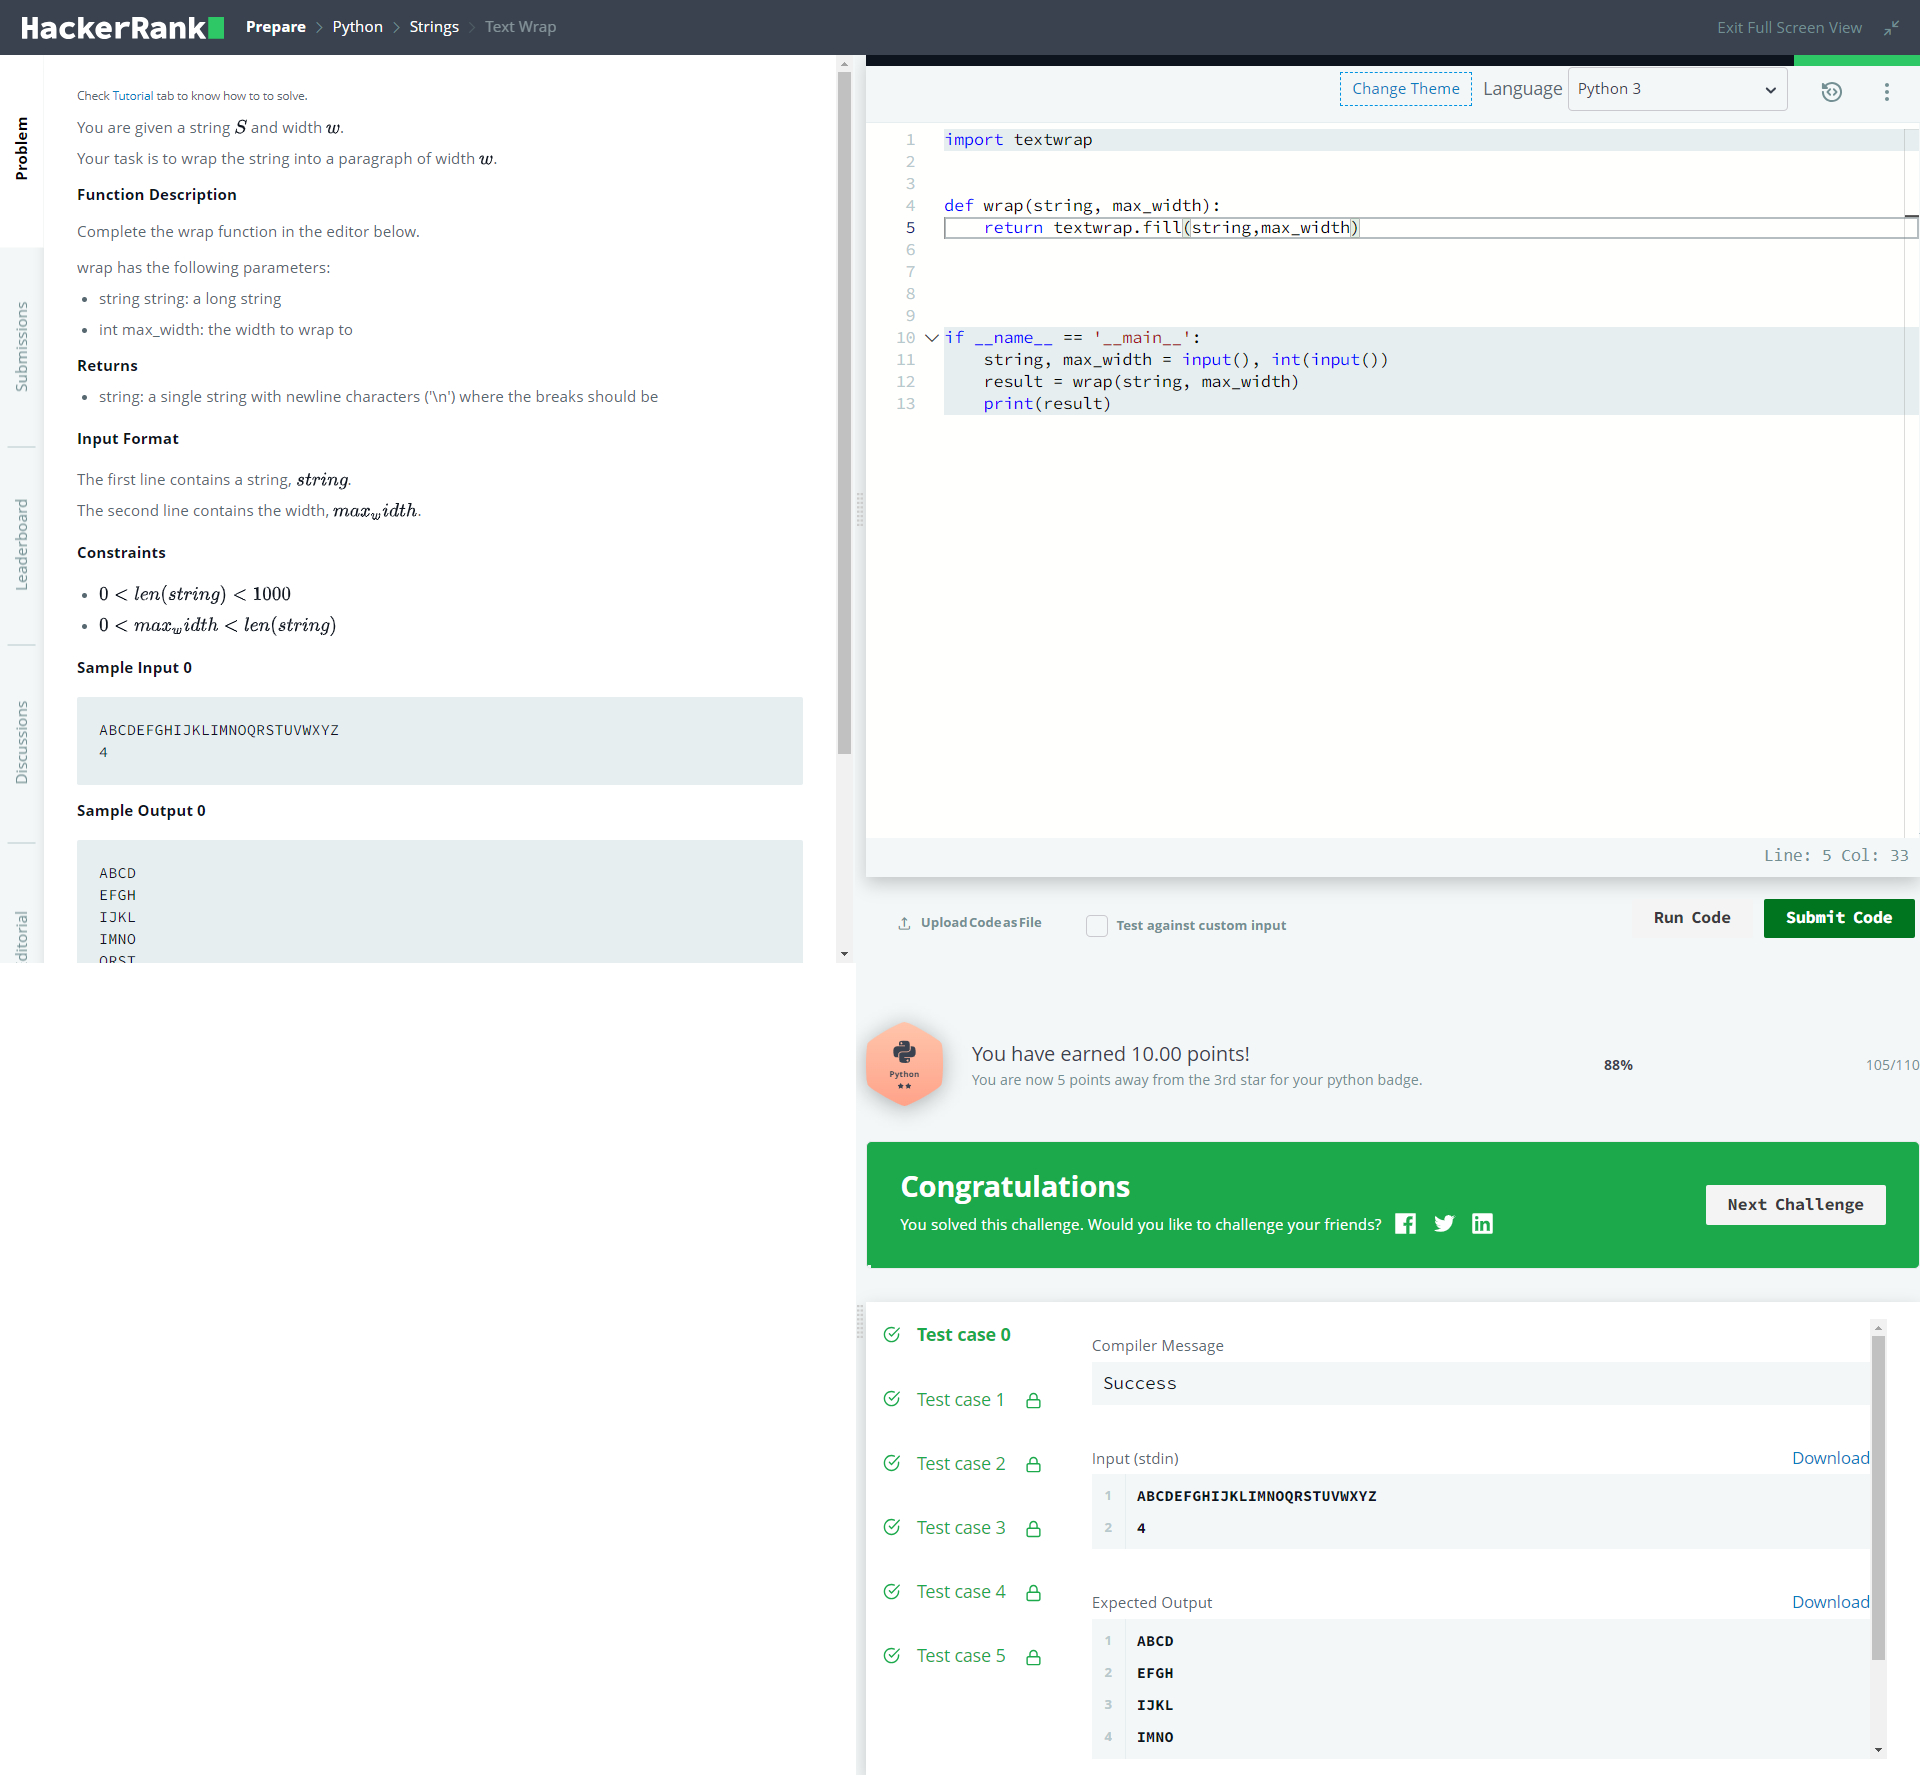 HackerRank Prepare > Python > Strings > Text Wrap
Exit Full Screen View
Problem
Submissions
Leaderboard
Discussions
ditorial
Check Tutorial tab to know how to to solve.
You are given a string S and width w.
Your task is to wrap the string into a paragraph of width w.
Function Description
Complete the wrap function in the editor below.
wrap has the following parameters:
• string string: a long string
• int max_width: the width to wrap to
Returns
• string: a single string with newline characters ('\n') where the breaks should be
Input Format
The first line contains a string, string.
The second line contains the width, max_width.
Constraints
• 0 < len(string) < 1000
• 0 < max_width < len(string)
Sample Input 0
ABCDEFGHIJKLIMNOQRSTUVWXYZ
4
Sample Output 0
ABCD
EFGH
IJKL
IMNO
QRST
Change Theme Language Python 3
1 import textwrap
2
3
4 def wrap(string, max_width):
5     return textwrap.fill(string,max_width)
6
7
8
9
10 if __name__ == '__main__':
11     string, max_width = input(), int(input())
12     result = wrap(string, max_width)
13     print(result)
Line: 5 Col: 33
Upload Code as File
Test against custom input
Run Code
Submit Code
Python
You have earned 10.00 points!
You are now 5 points away from the 3rd star for your python badge.
88%
105/110
Congratulations
You solved this challenge. Would you like to challenge your friends?
Next Challenge
Test case 0
Test case 1
Test case 2
Test case 3
Test case 4
Test case 5
Compiler Message
Success
Input (stdin)
Download
1 ABCDEFGHIJKLIMNOQRSTUVWXYZ
2 4
Expected Output
Download
1 ABCD
2 EFGH
3 IJKL
4 IMNO